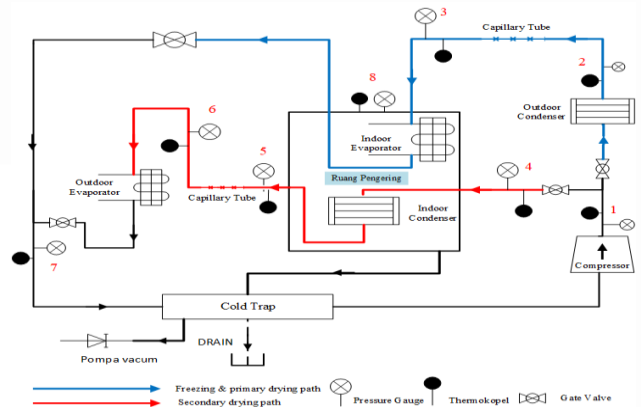 3
Capillary Tube
2
8
6
Outdoor
Condenser
Indoor
Evaporator
5
Ruang Pengering
4
Outdoor
Evaporator
Capillary Tube
Indoor
Condenser
1
7
Compressor
Cold Trap
DRAIN
Pompa vacum
Freezing & primary drying path
Secondary drying path
Pressure Gauge
Thermokopel
Gate Valve